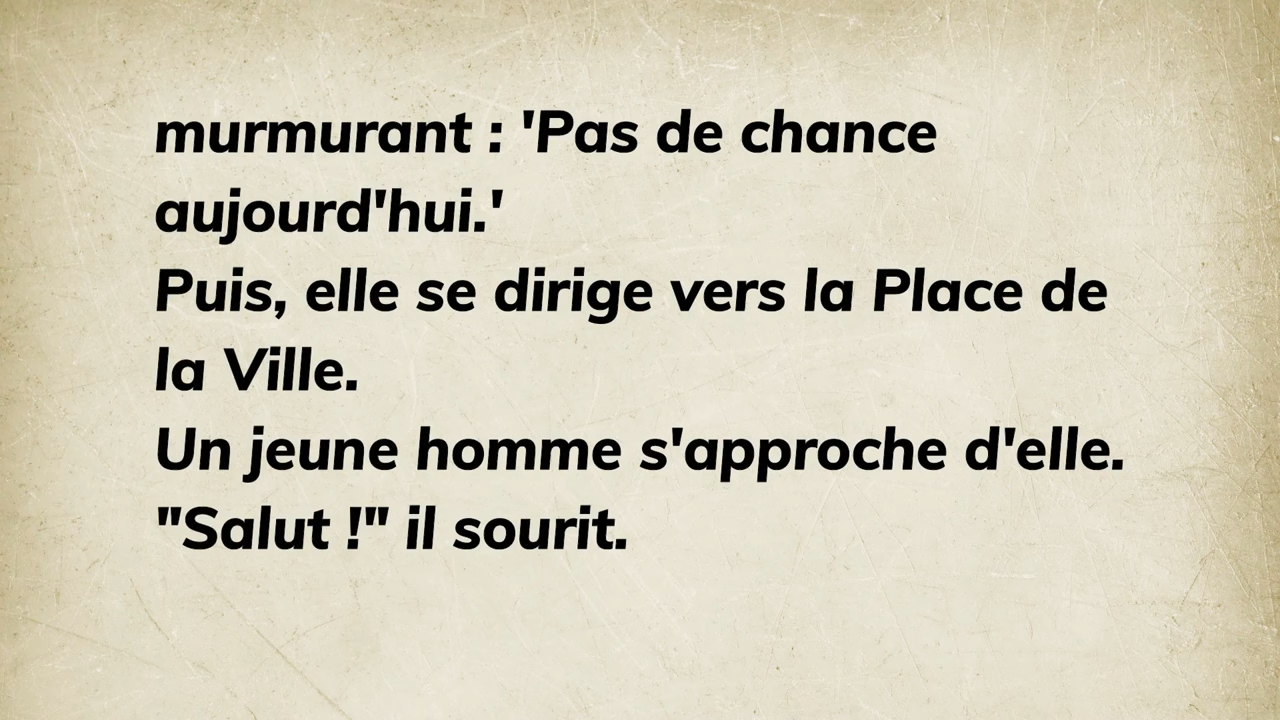 murmurant : 'Pas de chance
aujourd'hui.'
Puis, elle se dirige vers la Place de
la Ville.
Un jeune homme s'approche d'elle.
"Salut !" il sourit.